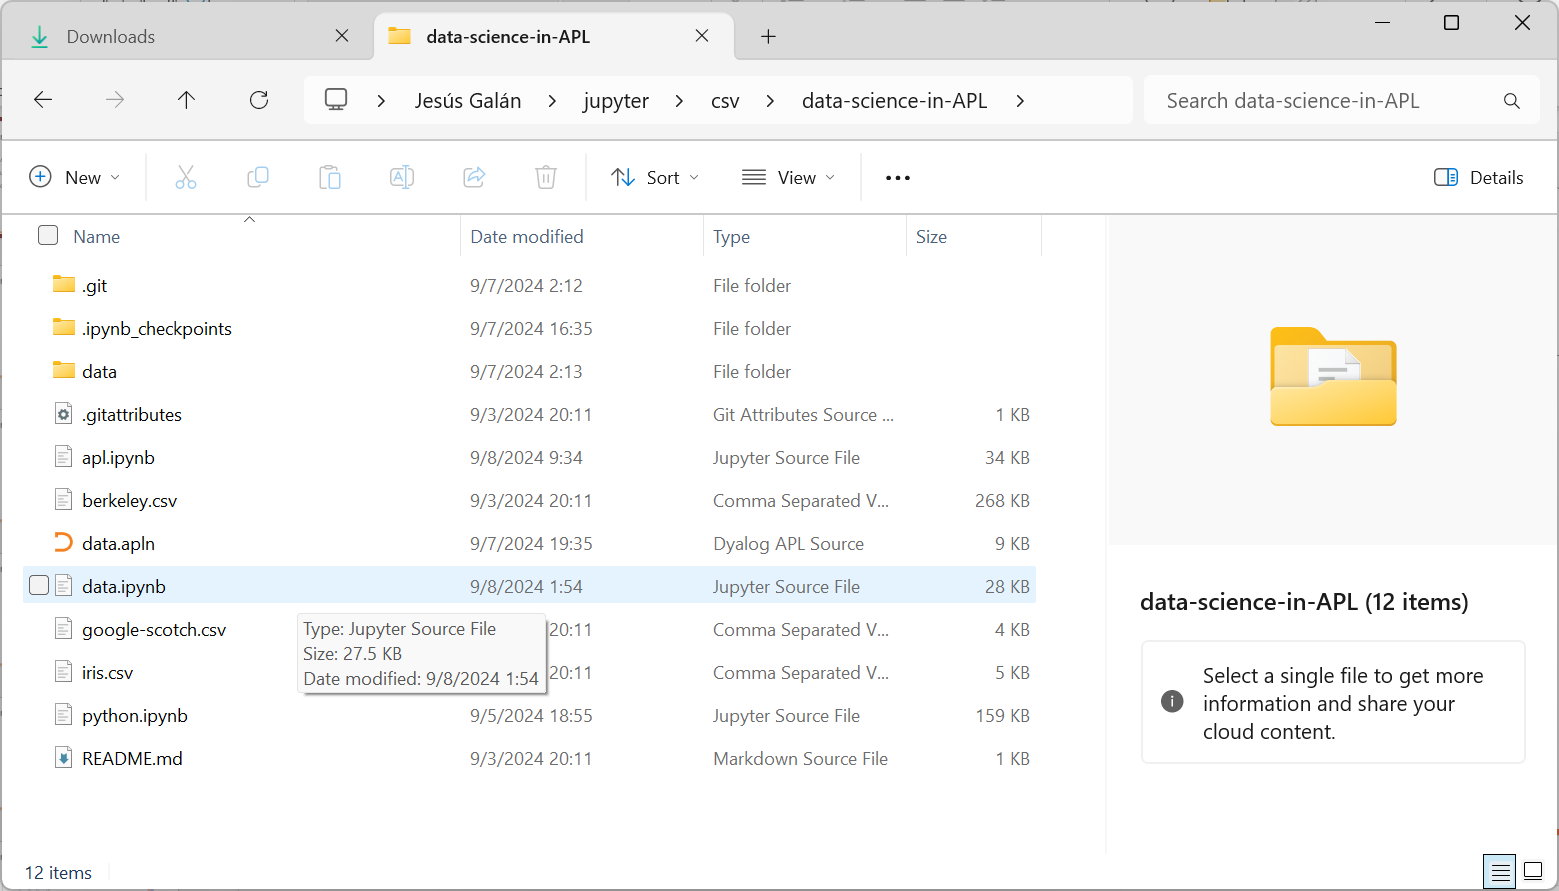 Downloads
data-science-in-APL
Jesús Galán
jupyter
csv
data-science-in-APL
Search data-science-in-APL
New
Sort
View
Details
Name Date modified Type Size
.git 9/7/2024 2:12 File folder
.ipynb_checkpoints 9/7/2024 16:35 File folder
data 9/7/2024 2:13 File folder
.gitattributes 9/3/2024 20:11 Git Attributes Source ... 1 KB
apl.ipynb 9/8/2024 9:34 Jupyter Source File 34 KB
berkeley.csv 9/3/2024 20:11 Comma Separated V... 268 KB
data.apln 9/7/2024 19:35 Dyalog APL Source 9 KB
data.ipynb 9/8/2024 1:54 Jupyter Source File 28 KB
google-scotch.csv 20:11 Comma Separated V... 4 KB
iris.csv 20:11 Comma Separated V... 5 KB
python.ipynb 9/5/2024 18:55 Jupyter Source File 159 KB
README.md 9/3/2024 20:11 Markdown Source File 1 KB
Type: Jupyter Source File
Size: 27.5 KB
Date modified: 9/8/2024 1:54
data-science-in-APL (12 items)
Select a single file to get more
information and share your
cloud content.
12 items